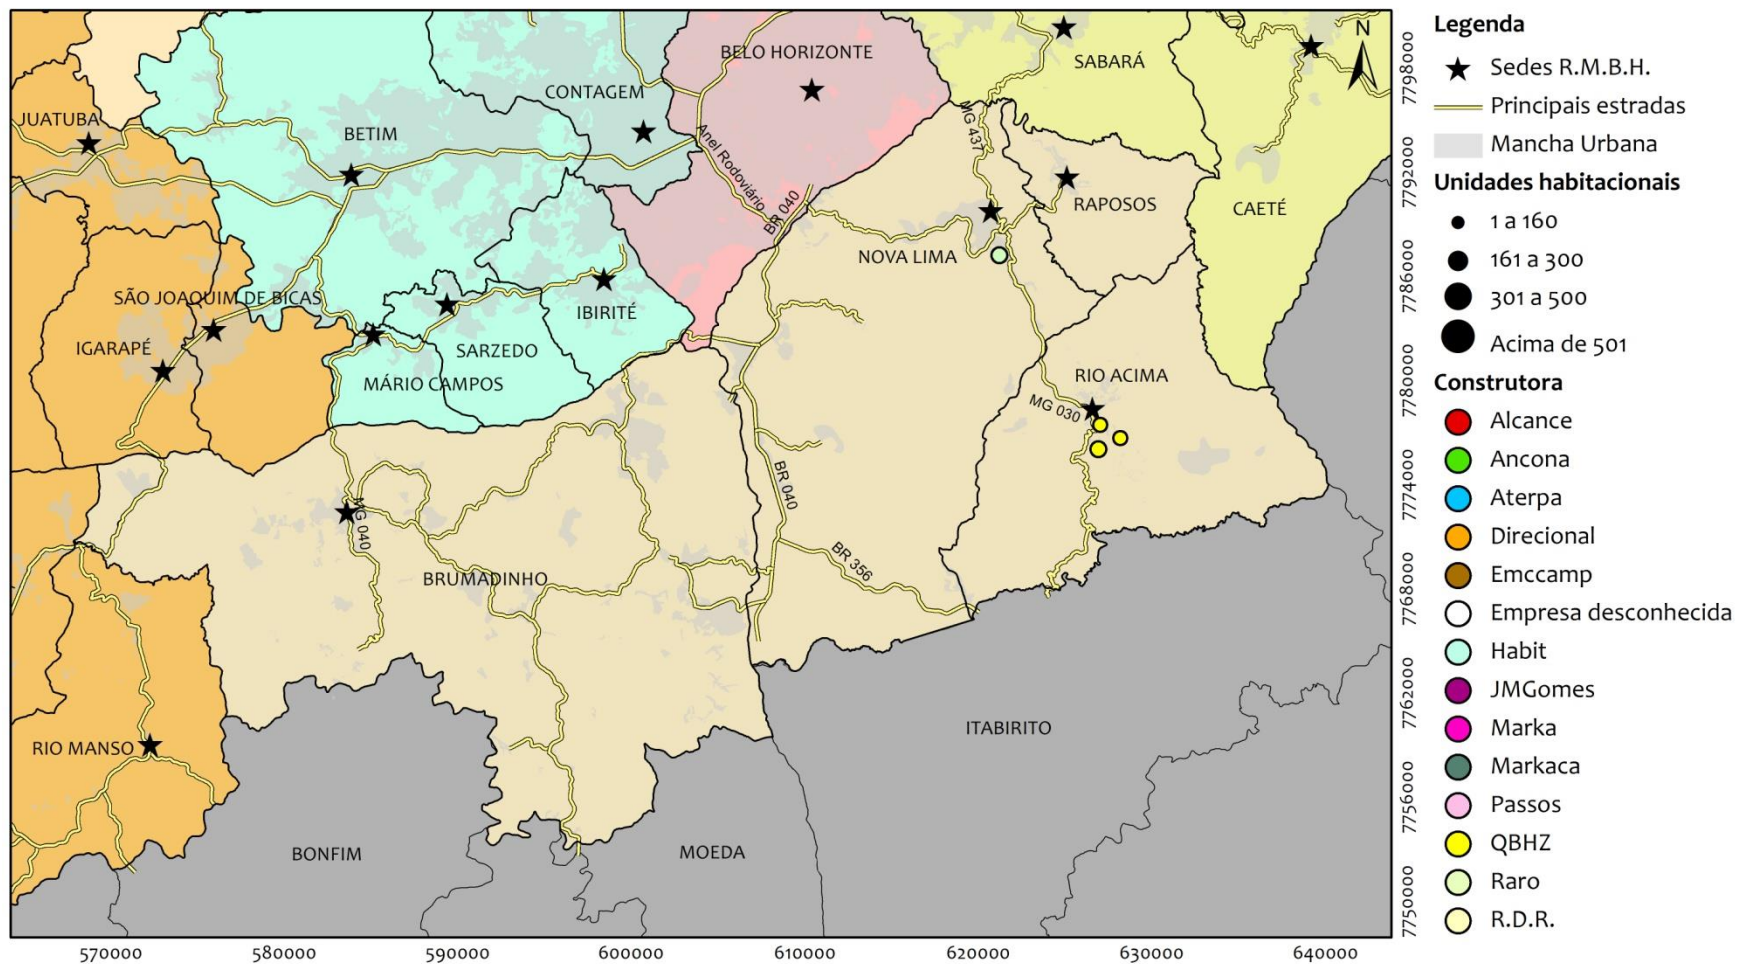 BELO HORIZONTE
SABARÁ
CONTAGEM
JUATUBA
BETIM
MG 437
Anel Rodoviário
BR 040
RAPOSOS
CAETÉ
NOVA LIMA
SÃO JOAQUIM DE BICAS
IBIRITÉ
IGARAPÉ
SARZEDO
MÁRIO CAMPOS
RIO ACIMA
MG 030
BR 040
MG 040
BR 356
BRUMADINHO
ITABIRITO
RIO MANSO
BONFIM
MOEDA
N
570000
580000
590000
600000
610000
620000
630000
640000
7798000
7792000
7786000
7780000
7774000
7768000
7762000
7756000
7750000
Legenda
Sedes R.M.B.H.
Principais estradas
Mancha Urbana
Unidades habitacionais
1 a 160
161 a 300
301 a 500
Acima de 501
Construtora
Alcance
Ancona
Aterpa
Direcional
Emccamp
Empresa desconhecida
Habit
JMGomes
Marka
Markaca
Passos
QBHZ
Raro
R.D.R.